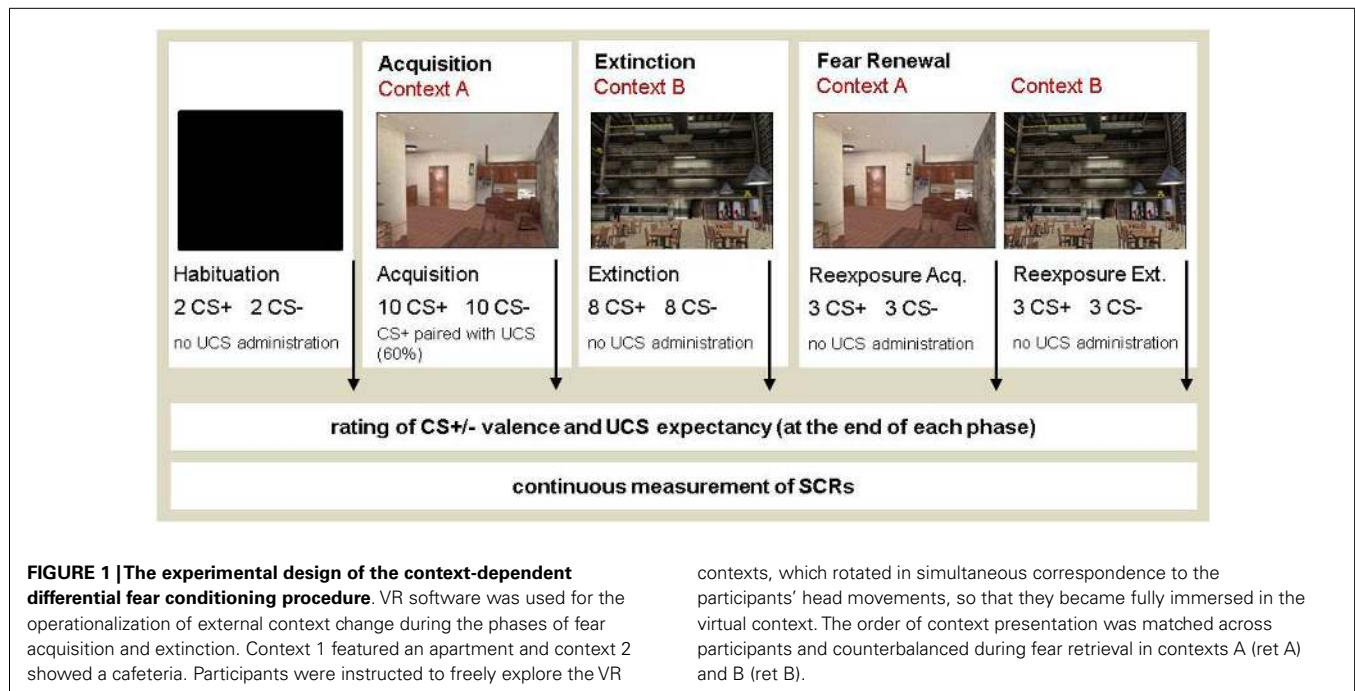 Acquisition
Context A
Extinction
Context B
Fear Renewal
Context A
Context B
Habituation
2 CS+ 2 CS-
no UCS administration
Acquisition
10 CS+ 10 CS-
CS+ paired with UCS
(60%)
Extinction
8 CS+ 8 CS-
no UCS administration
Reexposure Acq.
3 CS+ 3 CS-
no UCS administration
Reexposure Ext.
3 CS+ 3 CS-
no UCS administration
rating of CS+/- valence and UCS expectancy (at the end of each phase)
continuous measurement of SCRs
FIGURE 1 | The experimental design of the context-dependent
differential fear conditioning procedure. VR software was used for the
operationalization of external context change during the phases of fear
acquisition and extinction. Context 1 featured an apartment and context 2
showed a cafeteria. Participants were instructed to freely explore the VR
contexts, which rotated in simultaneous correspondence to the
participants' head movements, so that they became fully immersed in the
virtual context. The order of context presentation was matched across
participants and counterbalanced during fear retrieval in contexts A (ret A)
and B (ret B).